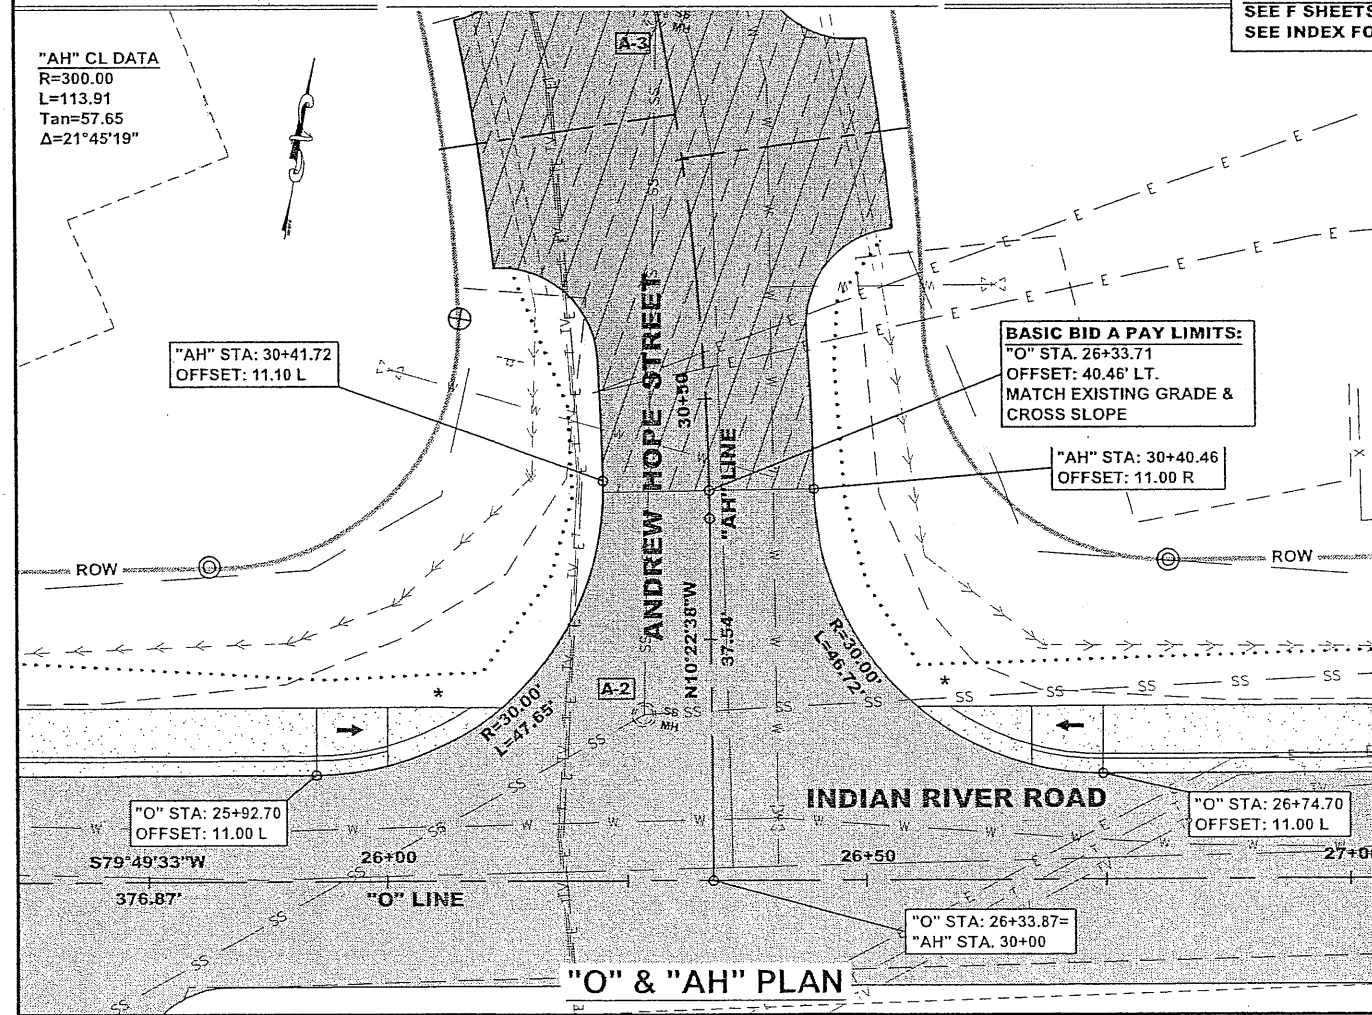 SEE F SHEETS
SEE INDEX FO
"AH" CL DATA
R=300.00
L=113.91
Tan=57.65
Δ=21°45'19"
A-3
SS
MH
"AH" STA: 30+41.72
OFFSET: 11.10 L
BASIC BID A PAY LIMITS:
"O" STA. 26+33.71
OFFSET: 40.46' LT.
MATCH EXISTING GRADE &
CROSS SLOPE
"AH" STA: 30+40.46
OFFSET: 11.00 R
ANDREW HOPE STREET
30+50
"AH" LINE
N10°22'38"W
37.54'
ROW
ROW
R=30.00'
L=47.65'
R=30.00'
L=46.72'
A-2
SS
MH
INDIAN RIVER ROAD
"O" STA: 25+92.70
OFFSET: 11.00 L
"O" STA: 26+74.70
OFFSET: 11.00 L
S79°49'33"W
376.87'
26+00
"O" LINE
26+50
27+0
"O" STA: 26+33.87=
"AH" STA. 30+00
"O" & "AH" PLAN